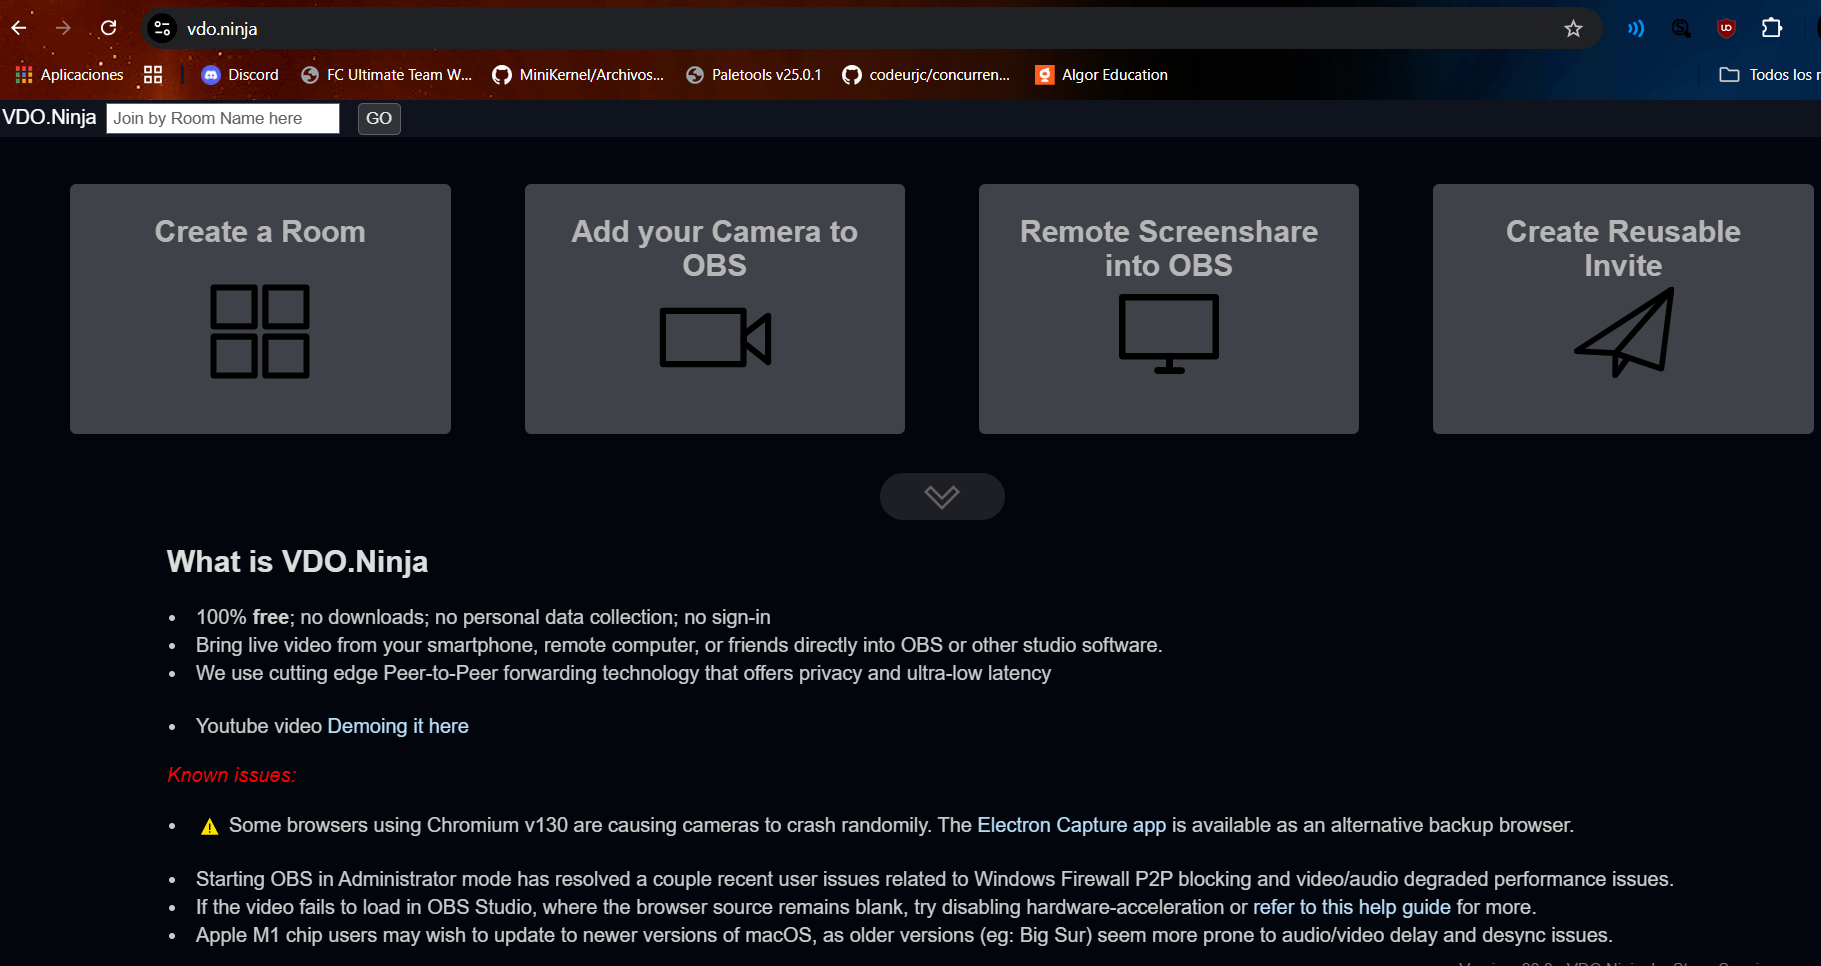 vdo.ninja
Aplicaciones Discord FC Ultimate Team W... MiniKernel/Archivos... Paletools v25.0.1 codeurjc/concurren... Algor Education Todos los
VDO.Ninja Join by Room Name here GO
Create a Room
Add your Camera to
OBS
Remote Screenshare
into OBS
Create Reusable
Invite
What is VDO.Ninja
• 100% free; no downloads; no personal data collection; no sign-in
• Bring live video from your smartphone, remote computer, or friends directly into OBS or other studio software.
• We use cutting edge Peer-to-Peer forwarding technology that offers privacy and ultra-low latency
• Youtube video Demoing it here
Known issues:
• Some browsers using Chromium v130 are causing cameras to crash randomily. The Electron Capture app is available as an alternative backup browser.
• Starting OBS in Administrator mode has resolved a couple recent user issues related to Windows Firewall P2P blocking and video/audio degraded performance issues.
• If the video fails to load in OBS Studio, where the browser source remains blank, try disabling hardware-acceleration or refer to this help guide for more.
• Apple M1 chip users may wish to update to newer versions of macOS, as older versions (eg: Big Sur) seem more prone to audio/video delay and desync issues.